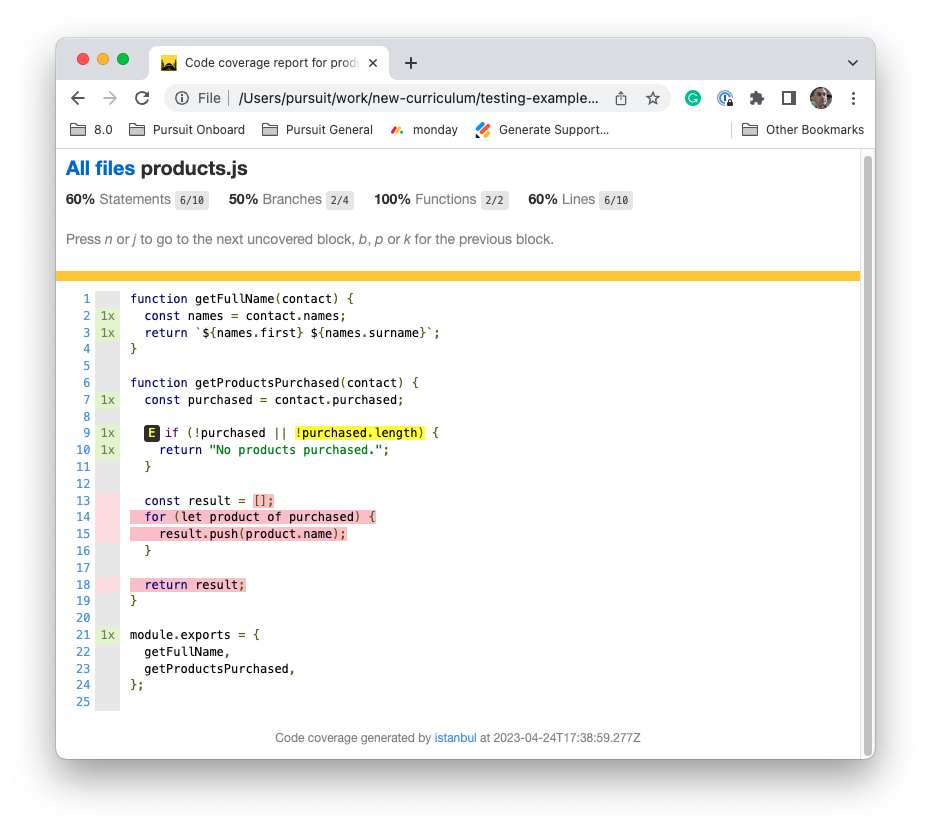 Code coverage report for produ
File
/Users/pursuit/work/new-curriculum/testing-example...
8.0
Pursuit Onboard
Pursuit General
monday
Generate Support...
Other Bookmarks
All files products.js
60% Statements 6/10 50% Branches 2/4 100% Functions 2/2 60% Lines 6/10
Press n or j to go to the next uncovered block, b, p or k for the previous block.
1 function getFullName(contact) {
2 1x const names = contact.names;
3 1x return `${names.first} ${names.surname}`;
4 }
5
6 function getProductsPurchased(contact) {
7 1x const purchased = contact.purchased;
8
9 1x E if (!purchased || !purchased.length) {
10 1x return "No products purchased.";
11 }
12
13 const result = [];
14 for (let product of purchased) {
15 result.push(product.name);
16 }
17
18 return result;
19 }
20
21 1x module.exports = {
22 getFullName,
23 getProductsPurchased,
24 };
25
Code coverage generated by istanbul at 2023-04-24T17:38:59.277Z